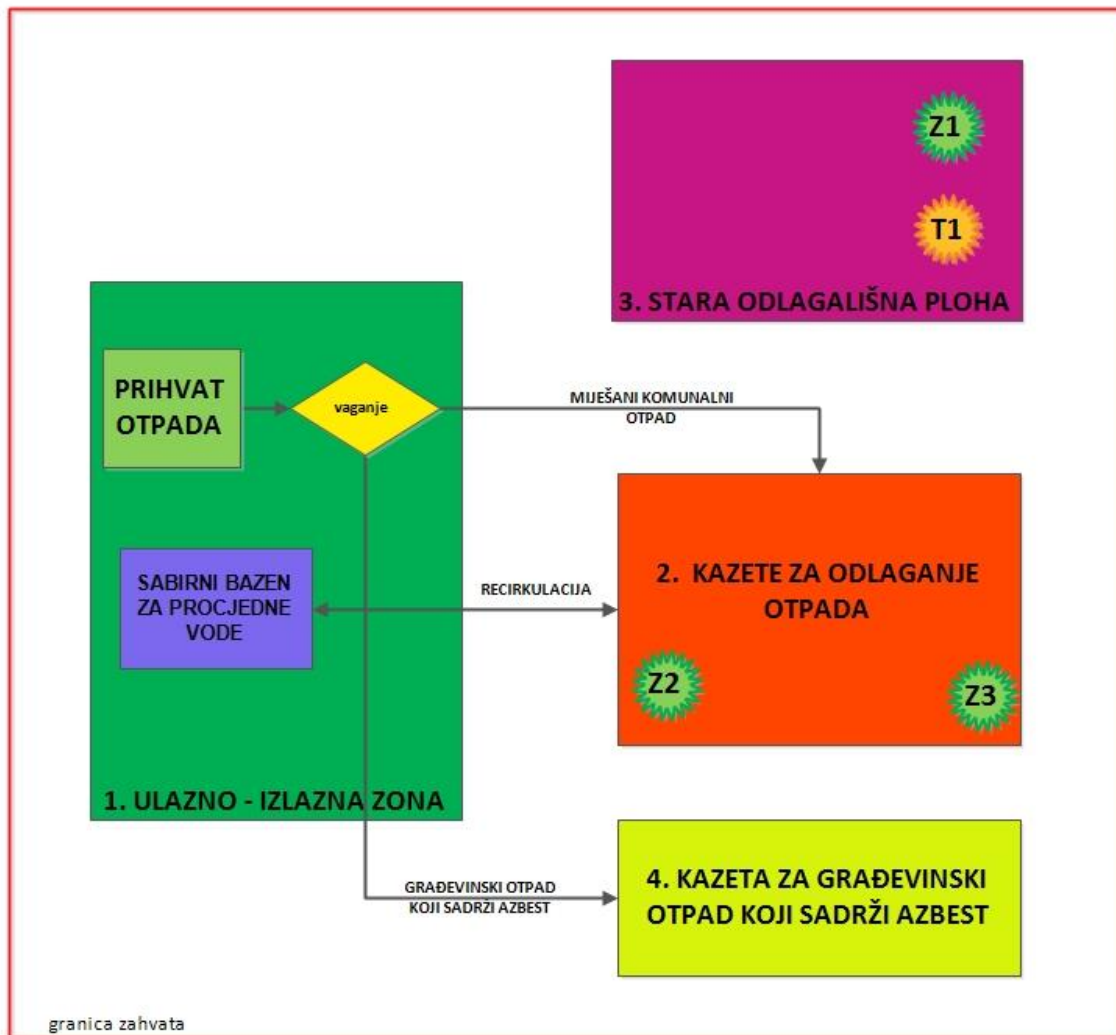 Z1
T1
3. STARA ODLAGALIŠNA PLOHA
PRIHVAT
OTPADA
vaganje
MIJEŠANI KOMUNALNI
OTPAD
SABIRNI BAZEN
ZA PROCJEDNE
VODE
RECIRKULACIJA
2. KAZETE ZA ODLAGANJE
OTPADA
Z2
Z3
1. ULAZNO - IZLAZNA ZONA
GRAĐEVINSKI OTPAD
KOJI SADRŽI AZBEST
4. KAZETA ZA GRAĐEVINSKI
OTPAD KOJI SADRŽI AZBEST
granica zahvata